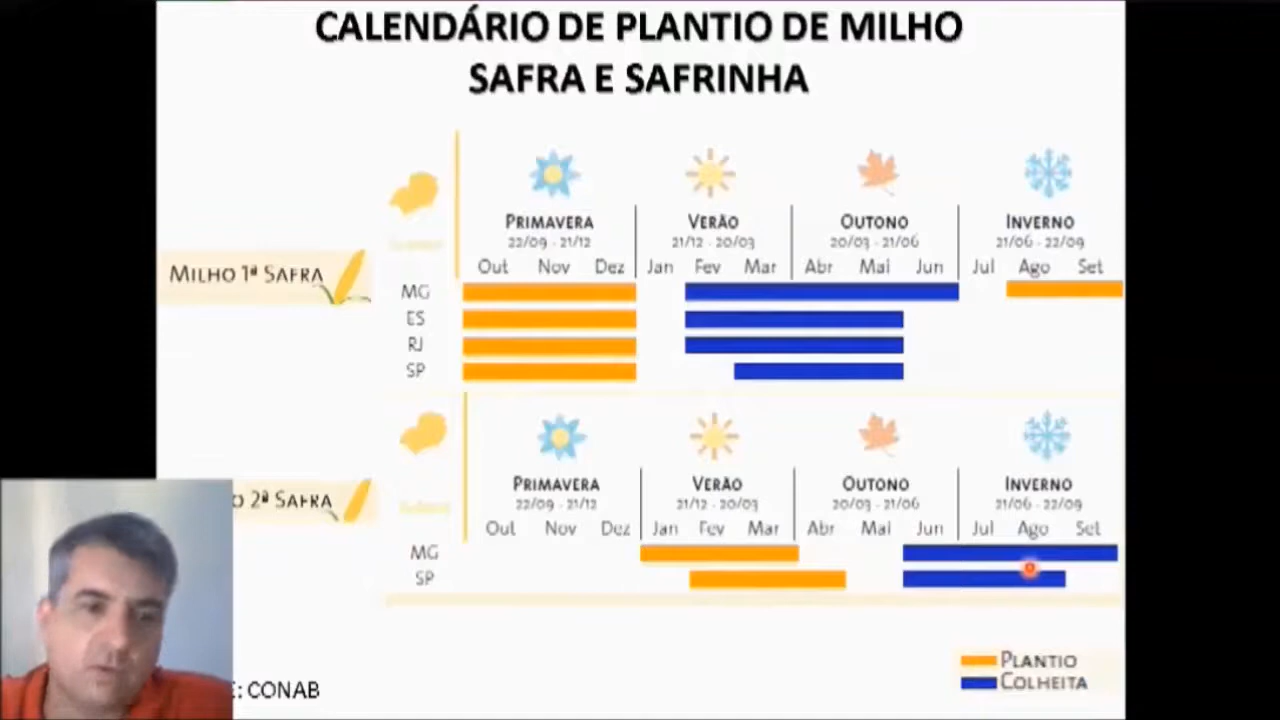 CALENDÁRIO DE PLANTIO DE MILHO
SAFRA E SAFRINHA
PRIMAVERA VERÃO OUTONO INVERNO
22/09 - 21/12 21/12 - 20/03 20/03 - 21/06 21/06 - 22/09
Out Nov Dez Jan Fev Mar Abr Mai Jun Jul Ago Set
MILHO 1ª SAFRA
MG
ES
RJ
SP
PRIMAVERA VERÃO OUTONO INVERNO
22/09 - 21/12 21/12 - 20/03 20/03 - 21/06 21/06 - 22/09
O 2ª SAFRA
Out Nov Dez Jan Fev Mar Abr Mai Jun Jul Ago Set
MG
SP
PLANTIO
COLHEITA
: CONAB